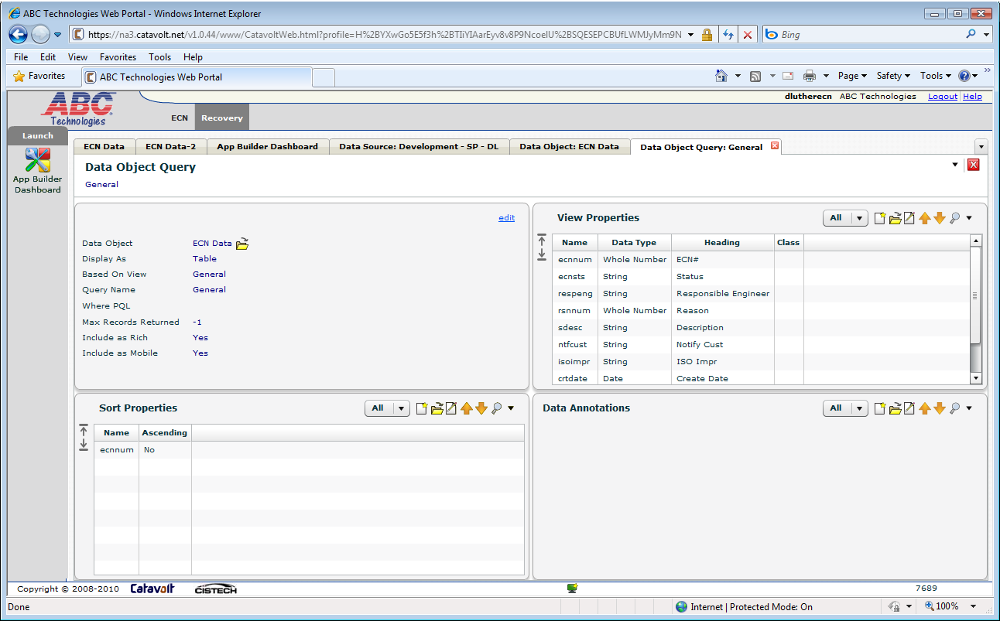 ABC Technologies Web Portal - Windows Internet Explorer
https://na3.catavolt.net/v1.0.44/www/CatavoltWeb.html?profile=H%2BYXwGo5E5f3h%2BTIiYIAarEyv8v8P9NcoelU%2BSQESEPCBUfLWMJyMm9N
Bing
File Edit View Favorites Tools Help
Favorites
ABC Technologies Web Portal
Page Safety Tools
dlutherecn ABC Technologies Logout Help
ABC
Technologies
ECN Recovery
Launch
App Builder
Dashboard
ECN Data ECN Data-2 App Builder Dashboard Data Source: Development - SP - DL Data Object: ECN Data Data Object Query: General
Data Object Query
General
edit
Data Object ECN Data
Display As Table
Based On View General
Query Name General
Where PQL
Max Records Returned -1
Include as Rich Yes
Include as Mobile Yes
View Properties All
Name Data Type Heading Class
ecnnum Whole Number ECN#
ecnsts String Status
respeng String Responsible Engineer
rsnnum Whole Number Reason
sdesc String Description
ntfcust String Notify Cust
isoimpr String ISO Impr
crtdate Date Create Date
Sort Properties All
Name Ascending
ecnnum No
Data Annotations All
Copyright © 2008-2010 Catavolt CISTECH 7689
Done Internet | Protected Mode: On 100%